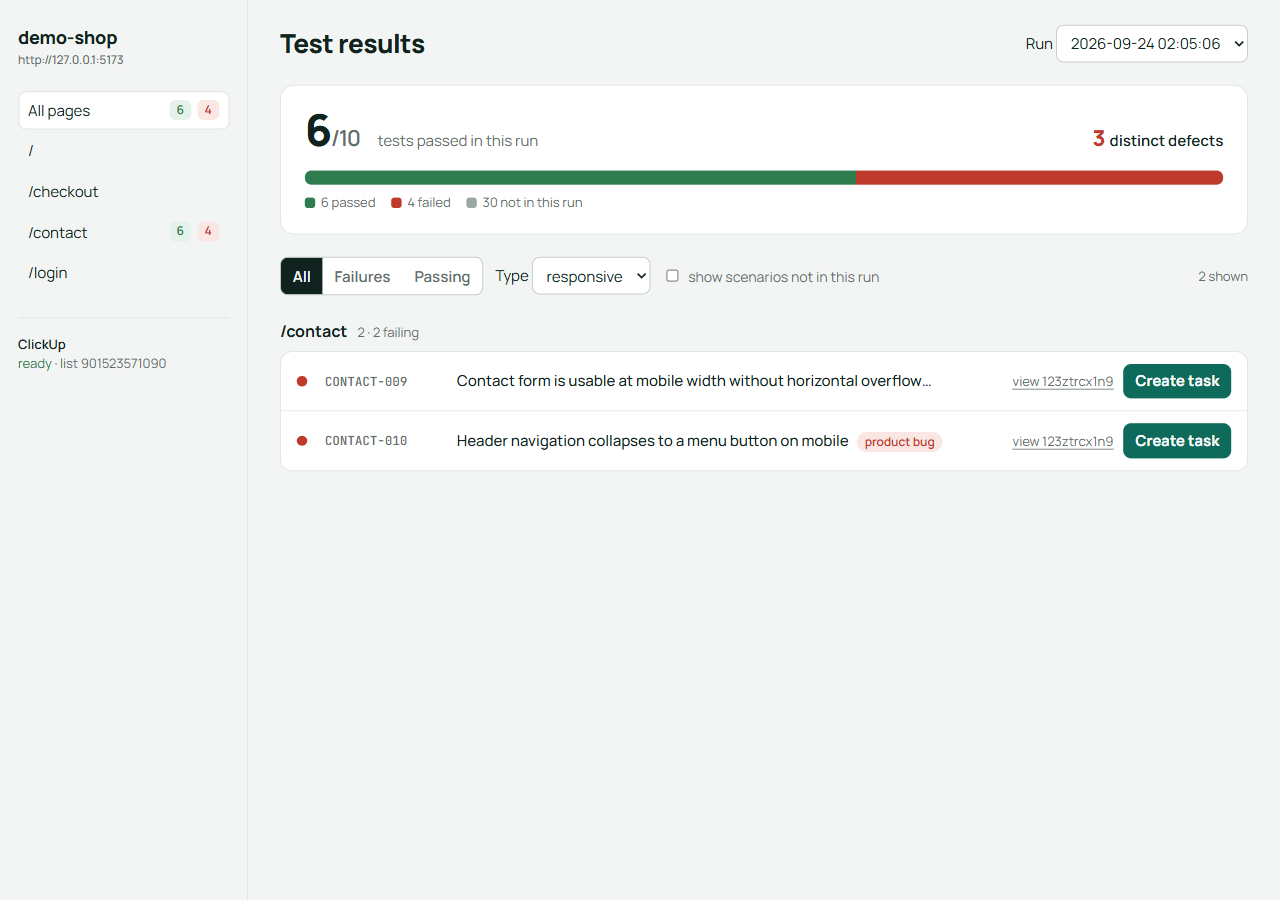 demo-shop
http://127.0.0.1:5173
All pages 6 4
/
/checkout
/contact 6 4
/login
ClickUp
ready · list 901523571090
Test results
Run 2026-09-24 02:05:06
6/10 tests passed in this run
3 distinct defects
6 passed 4 failed 30 not in this run
All Failures Passing Type responsive show scenarios not in this run 2 shown
/contact 2 · 2 failing
CONTACT-009 Contact form is usable at mobile width without horizontal overflow… view 123ztrcx1n9 Create task
CONTACT-010 Header navigation collapses to a menu button on mobile product bug view 123ztrcx1n9 Create task